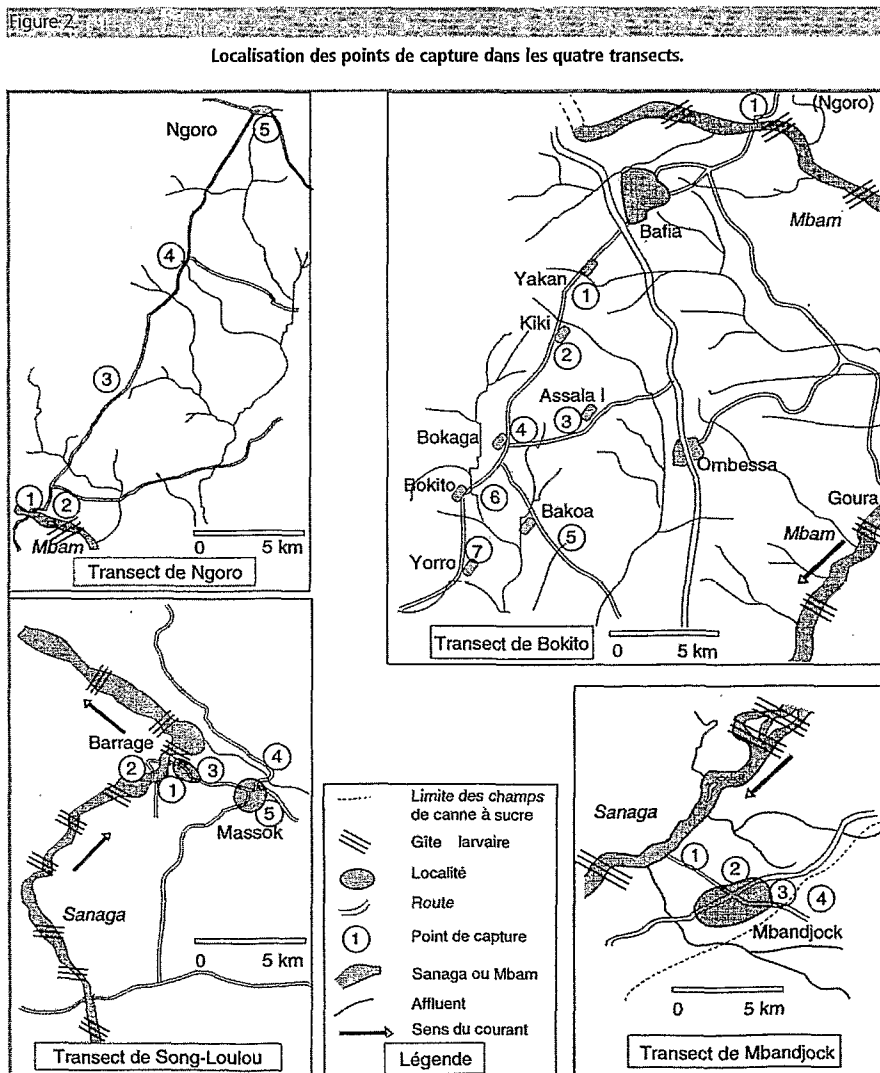 Figure 2
Localisation des points de capture dans les quatre transects.
Ngoro
5
4
3
1
2
Mbam
0 5 km
Transect de Ngoro
1
(Ngoro)
Mbam
Bafia
Yakan
1
Kiki
2
Assala I
3
Bokaga
4
Ombessa
Bokito
6
Bakoa
5
Goura
Mbam
Yorro
7
Transect de Bokito
0 5 km
Barrage
2
1
3
4
5
Massok
Sanaga
0 5 km
Transect de Song-Loulou
Limite des champs
de canne à sucre
Gîte larvaire
Localité
Route
1 Point de capture
Sanaga ou Mbam
Affluent
Sens du courant
Légende
Sanaga
1
2
3
4
Mbandjock
0 5 km
Transect de Mbandjock